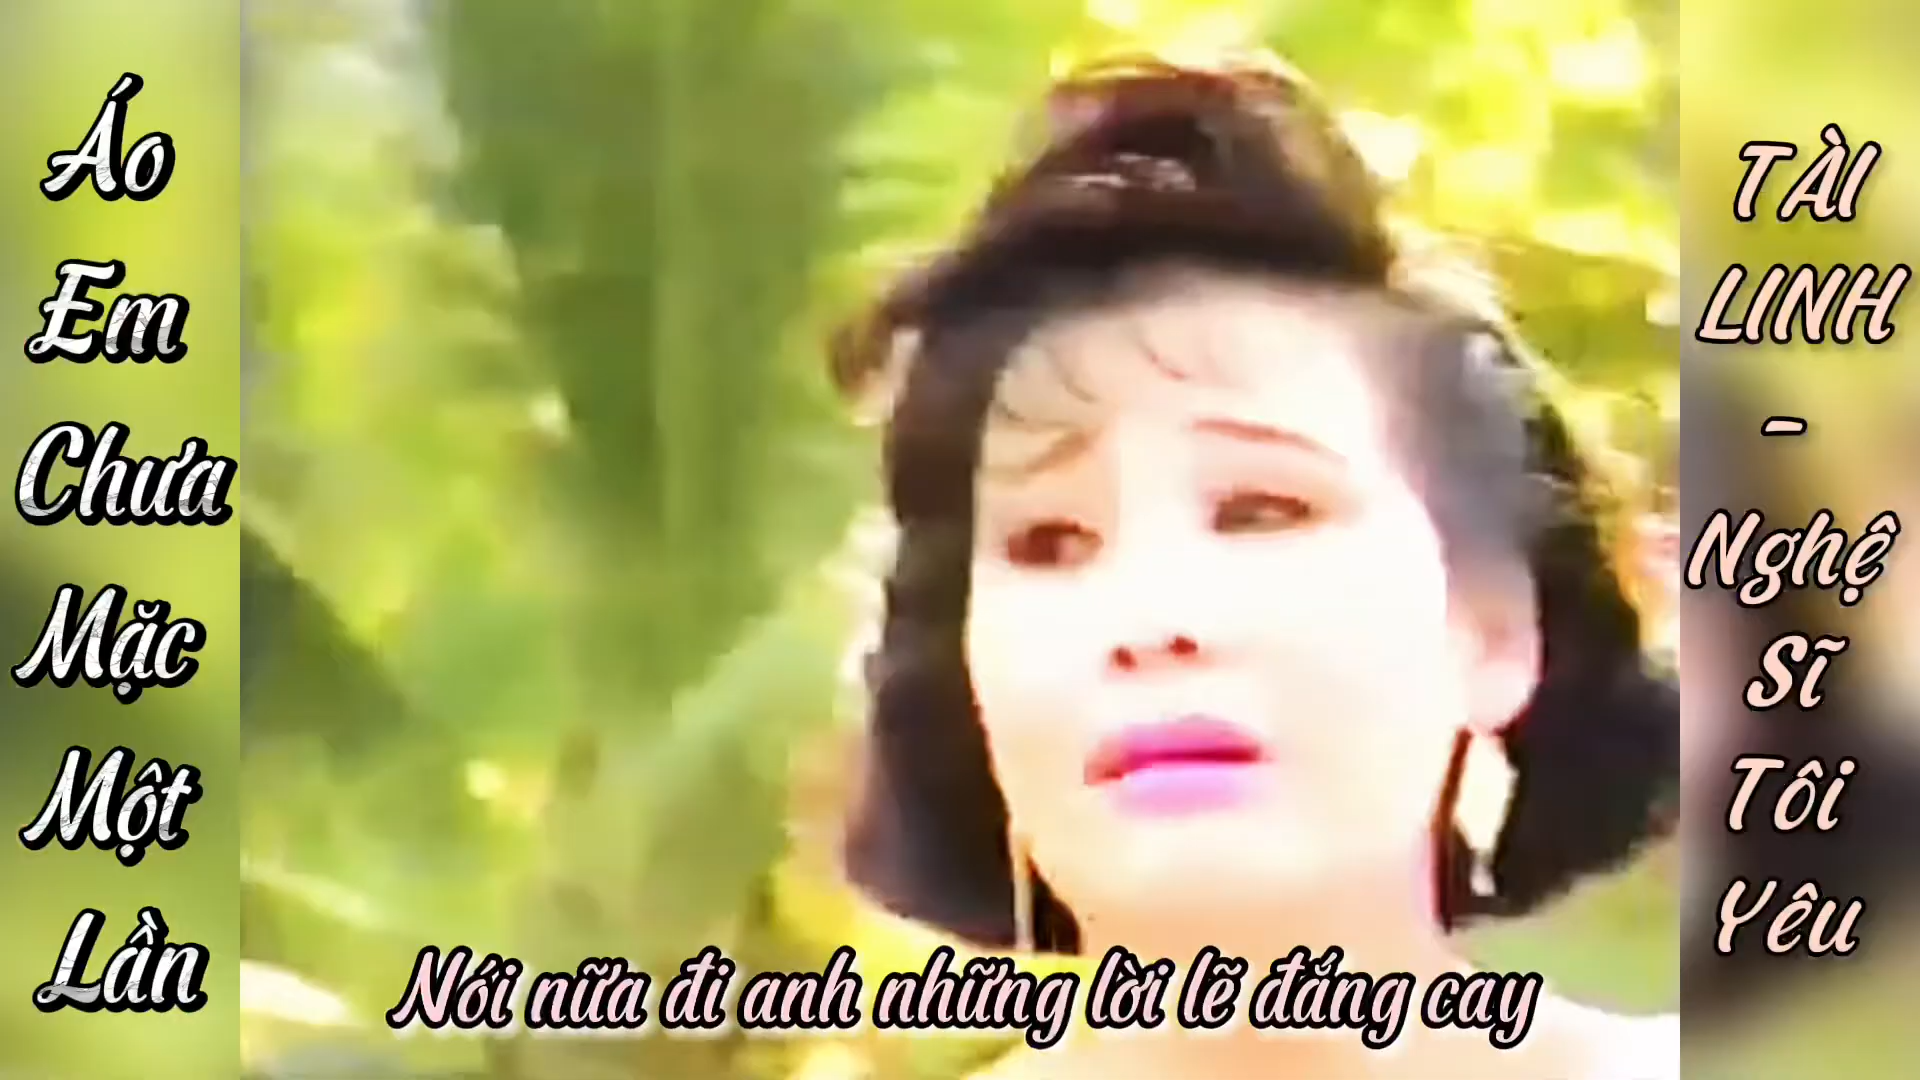 Áo
Em
Chưa
Mặc
Một
Lần
TÀI
LINH
-
Nghệ
Sĩ
Tôi
Yêu
Nói nữa đi anh những lời lẽ đắng cay